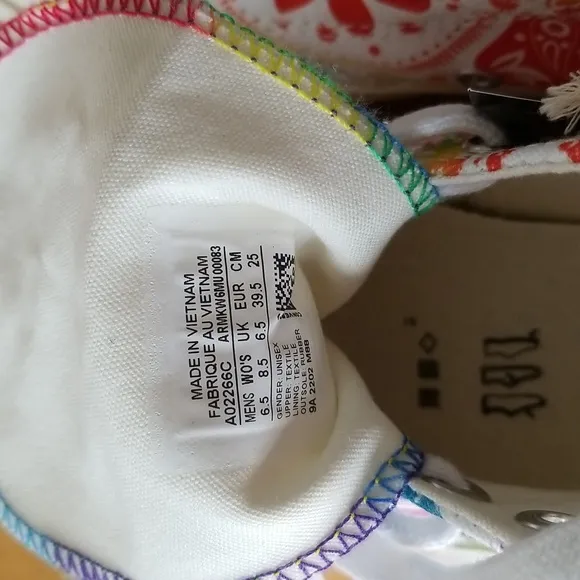 MADE IN VIETNAM
FABRIQUE AU VIETNAM
A02266C ARMKW6MU00083
MENS WO'S UK EUR CM
6.5 8.5 6.5 39.5 25
GENDER: UNISEX
UPPER: TEXTILE
LINING: TEXTILE
OUTSOLE: RUBBER
9A 2202 MBB